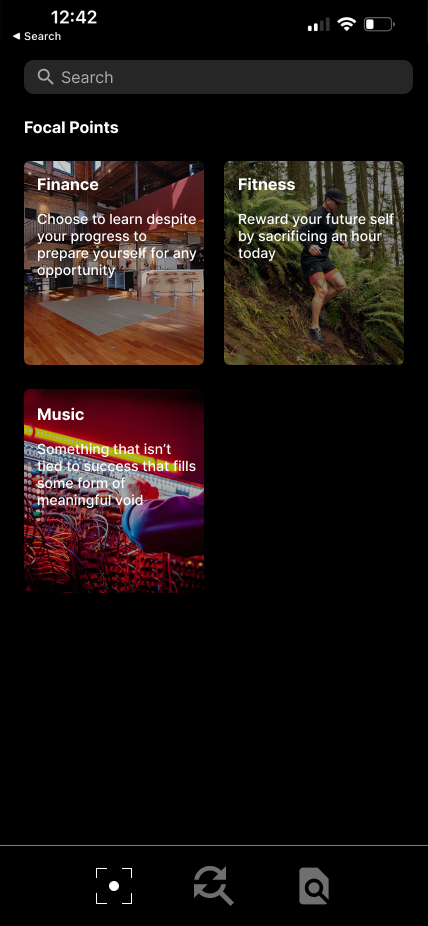 12:42
◀ Search
Search
Focal Points
Finance
Choose to learn despite
your progress to
prepare yourself for any
opportunity
Fitness
Reward your future self
by sacrificing an hour
today
Music
Something that isn’t
tied to success that fills
some form of
meaningful void